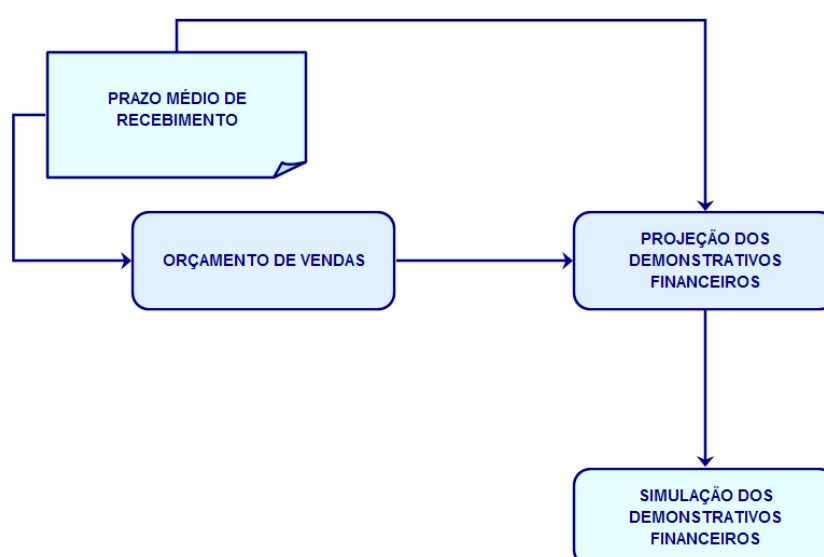 PRAZO MÉDIO DE
RECEBIMENTO
ORÇAMENTO DE VENDAS
PROJEÇÃO DOS
DEMONSTRATIVOS
FINANCEIROS
SIMULAÇÃO DOS
DEMONSTRATIVOS
FINANCEIROS